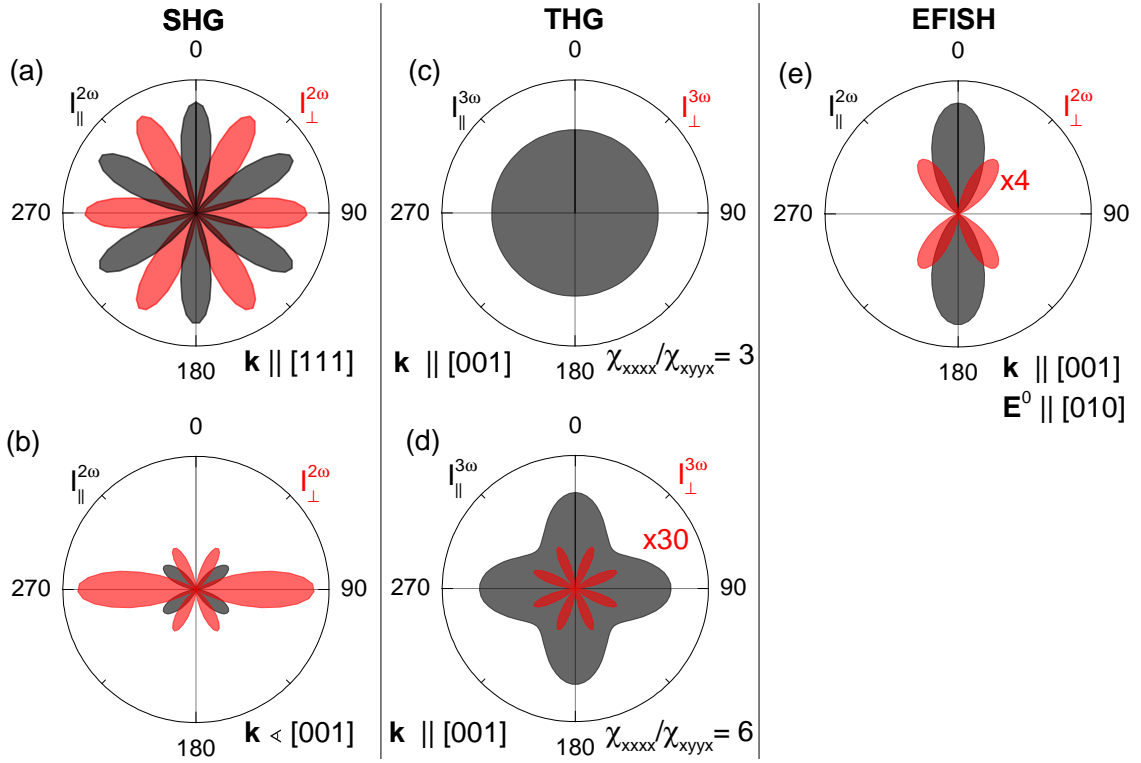 SHG
THG
EFISH
(a)
0
I∥^2ω
I⊥^2ω
270
90
180
k || [111]
(b)
0
I∥^2ω
I⊥^2ω
270
90
180
k ∢ [001]
(c)
0
I∥^3ω
I⊥^3ω
270
90
180
k || [001]
χxxxx/χxyyx= 3
(d)
0
I∥^3ω
I⊥^3ω
x30
270
90
180
k || [001]
χxxxx/χxyyx= 6
(e)
0
I∥^2ω
I⊥^2ω
x4
270
90
180
k || [001]
E^0 || [010]